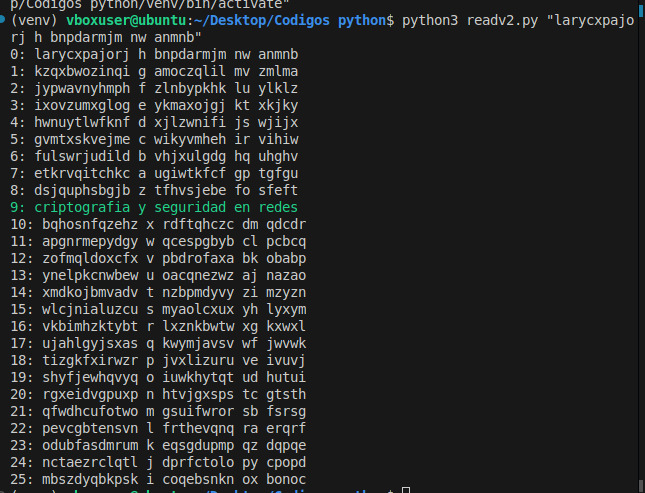 p/Codigos python/venv/bin/activate"
(venv) vboxuser@ubuntu:~/Desktop/Codigos python$ python3 readv2.py "larycxpajo
rj h bnpdarmjm nw anmnb"
0: larycxpajorj h bnpdarmjm nw anmnb
1: kzqxbwozinqi g amoczqlil mv zmlma
2: jypwavnyhmph f zlnbypkhk lu ylklz
3: ixovzumxglog e ykmaxojgj kt xkjky
4: hwnuytlwfknf d xjlzwnifi js wjijx
5: gvmtxskvejme c wikyvmheh ir vihiw
6: fulswrjudild b vhjxulgdg hq uhghv
7: etkrvqitchkc a ugiwtkfcf gp tgfgu
8: dsjquphsbgjb z tfhvsjebe fo sfeft
9: criptografia y seguridad en redes
10: bqhosnfqzehz x rdftqhczc dm qdcdr
11: apgnrmepydgy w qcespgbyb cl pcbcq
12: zofmqldoxcfx v pbdrofaxa bk obabp
13: ynelpkcnwbew u oacqnezwz aj nazao
14: xmdkojbmvadv t nzbpmdyvy zi mzyzn
15: wlcjnialuzcu s myaolcxux yh lyxym
16: vkbimhzktybt r lxznkbwtw xg kxwxl
17: ujahlgyjsxas q kwymjavsv wf jwvwk
18: tizgkfxirwzr p jvxlizuru ve ivuvj
19: shyfjewhqvyq o iuwkhytqt ud hutui
20: rgxeidvgpuxp n htvjgxsps tc gtsth
21: qfwdhcufotwo m gsuifwror sb fsrsg
22: pevcgbtensvn l frthevqnq ra erqrf
23: odubfasdmrum k eqsgdupmp qz dqpqe
24: nctaezrclqtl j dprfctolo py cpopd
25: mbszdyqbkpsk i coqebsnkn ox bonoc